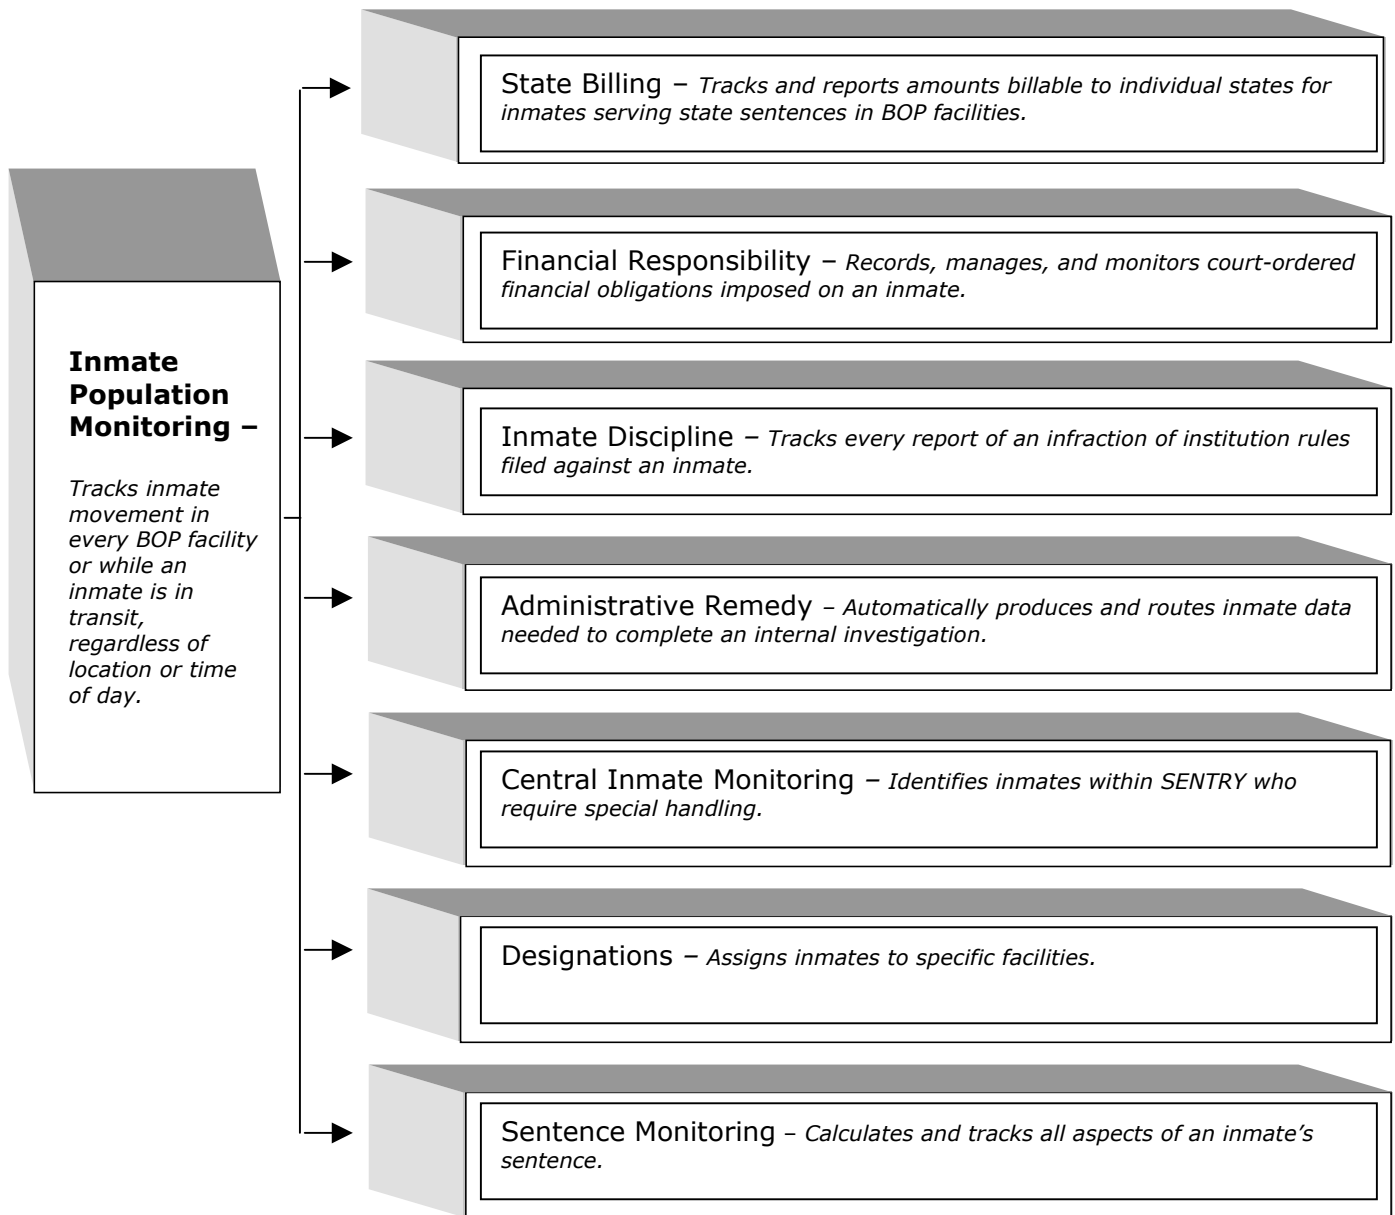 State Billing – Tracks and reports amounts billable to individual states for
inmates serving state sentences in BOP facilities.
Financial Responsibility – Records, manages, and monitors court-ordered
financial obligations imposed on an inmate.
Inmate
Population
Monitoring –
Tracks inmate
movement in
every BOP facility
or while an
inmate is in
transit,
regardless of
location or time
of day.
Inmate Discipline – Tracks every report of an infraction of institution rules
filed against an inmate.
Administrative Remedy – Automatically produces and routes inmate data
needed to complete an internal investigation.
Central Inmate Monitoring – Identifies inmates within SENTRY who
require special handling.
Designations – Assigns inmates to specific facilities.
Sentence Monitoring – Calculates and tracks all aspects of an inmate’s
sentence.